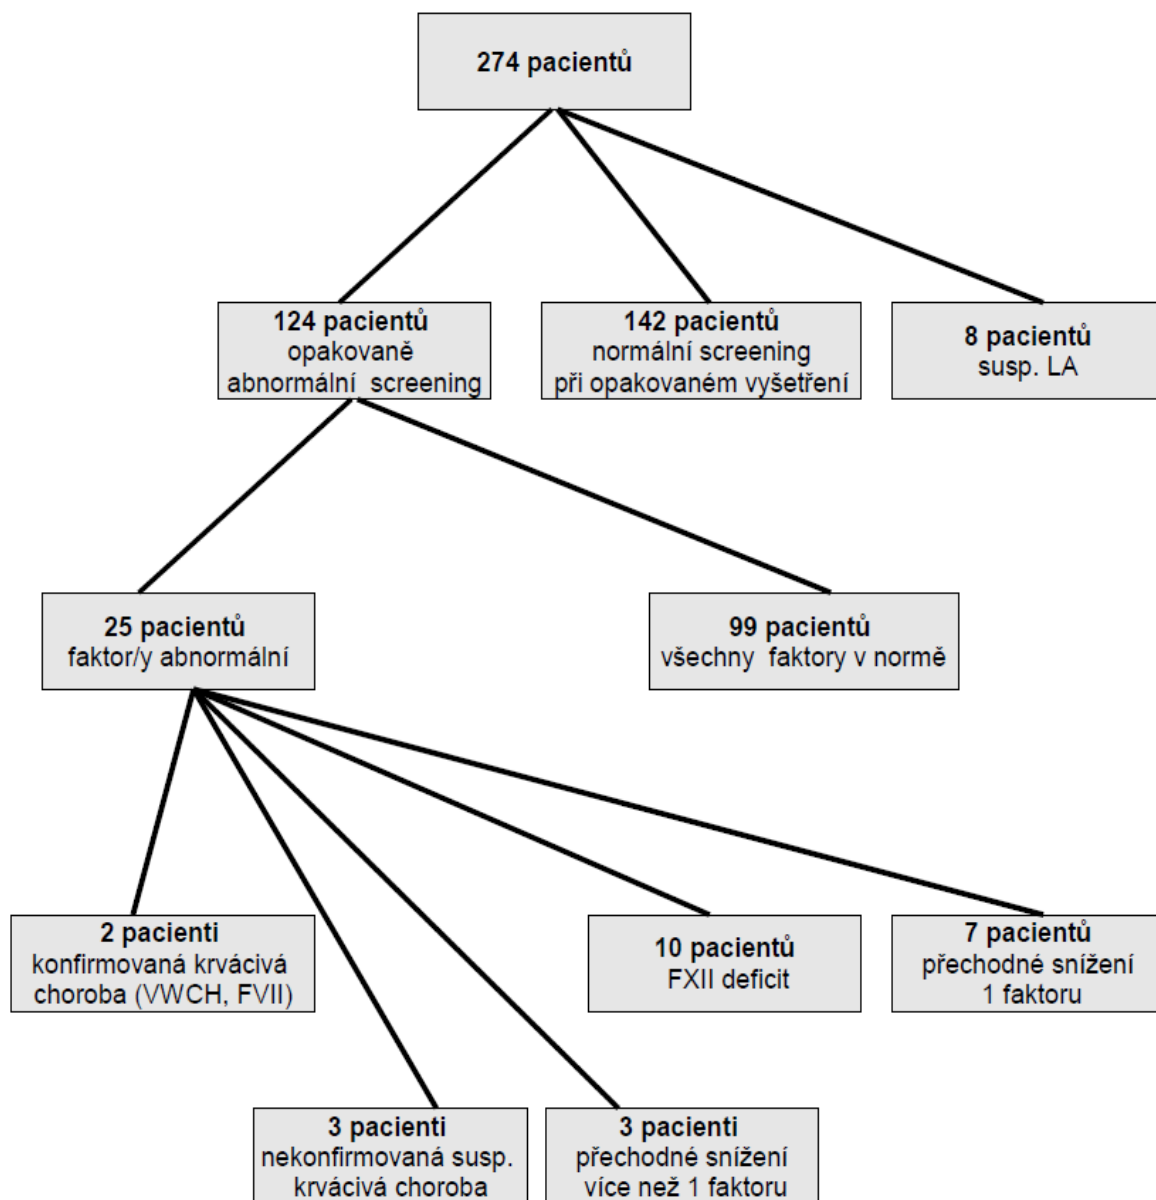 274 pacientů
124 pacientů
opakovaně
abnormální screening
142 pacientů
normální screening
při opakovaném vyšetření
8 pacientů
susp. LA
25 pacientů
faktor/y abnormální
99 pacientů
všechny faktory v normě
2 pacienti
konfirmovaná krvácivá
choroba (VWCH, FVII)
10 pacientů
FXII deficit
7 pacientů
přechodné snížení
1 faktoru
3 pacienti
nekonfirmovaná susp.
krvácivá choroba
3 pacienti
přechodné snížení
více než 1 faktoru